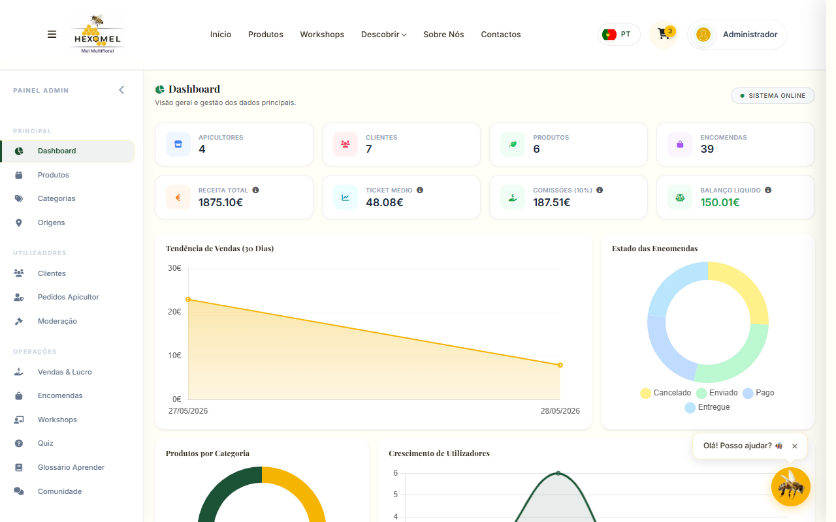 HEXOMEL
Mel Multifloral
Início
Produtos
Workshops
Descobrir
Sobre Nós
Contactos
PT
3
Administrador
PAINEL ADMIN
PRINCIPAL
Dashboard
Produtos
Categorias
Origens
UTILIZADORES
Clientes
Pedidos Apicultor
Moderação
OPERAÇÕES
Vendas & Lucro
Encomendas
Workshops
Quiz
Glossário Aprender
Comunidade
Dashboard
Visão geral e gestão dos dados principais.
SISTEMA ONLINE
APICULTORES
4
CLIENTES
7
PRODUTOS
6
ENCOMENDAS
39
RECEITA TOTAL
1875.10€
TICKET MÉDIO
48.08€
COMISSÕES (10%)
187.51€
BALANÇO LÍQUIDO
150.01€
Tendência de Vendas (30 Dias)
30€
20€
10€
0€
27/05/2026
28/05/2026
Estado das Encomendas
Cancelado
Enviado
Pago
Entregue
Produtos por Categoria
Crescimento de Utilizadores
6
5
4
Olá! Posso ajudar?